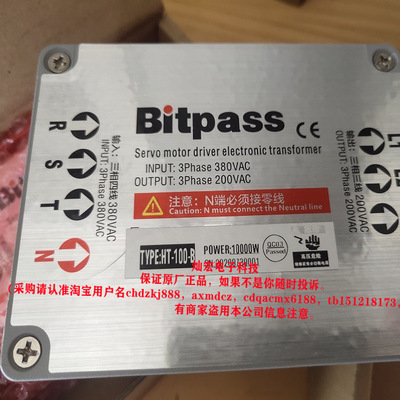 Bitpass
CE
Servo motor driver electronic transformer
INPUT: 3Phase 380VAC
OUTPUT: 3Phase 200VAC
注意：N端必须接零线
Caution: N must connect the Neutral line
R
S
T
N
输入：三相四线 380VAC
INPUT: 3Phase 380VAC
输出：三相 200VAC
OUTPUT: 3Phase 200VAC
TYPE:HT-100-B
POWER:10000W
QC03
Passed
高压危险
灿宏电子科技
保证原厂正品，如果不是你随时投诉
(采购请认准淘宝用户名chdzkj888, axmdcz, cdqacmx6188, tb151218173,
有商家盗用本公司信息注意.